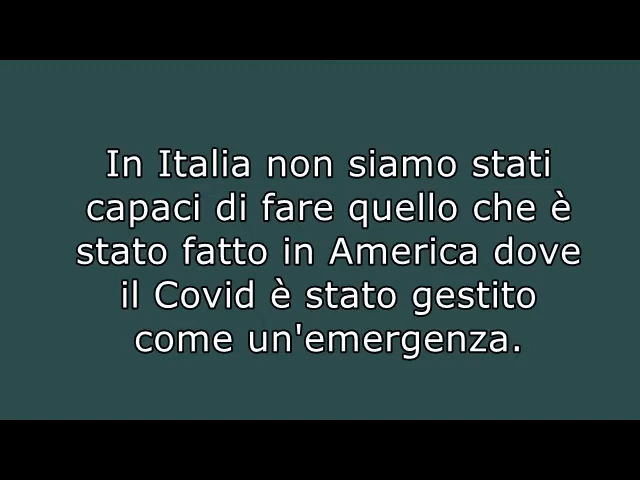 In Italia non siamo stati
capaci di fare quello che è
stato fatto in America dove
il Covid è stato gestito
come un'emergenza.